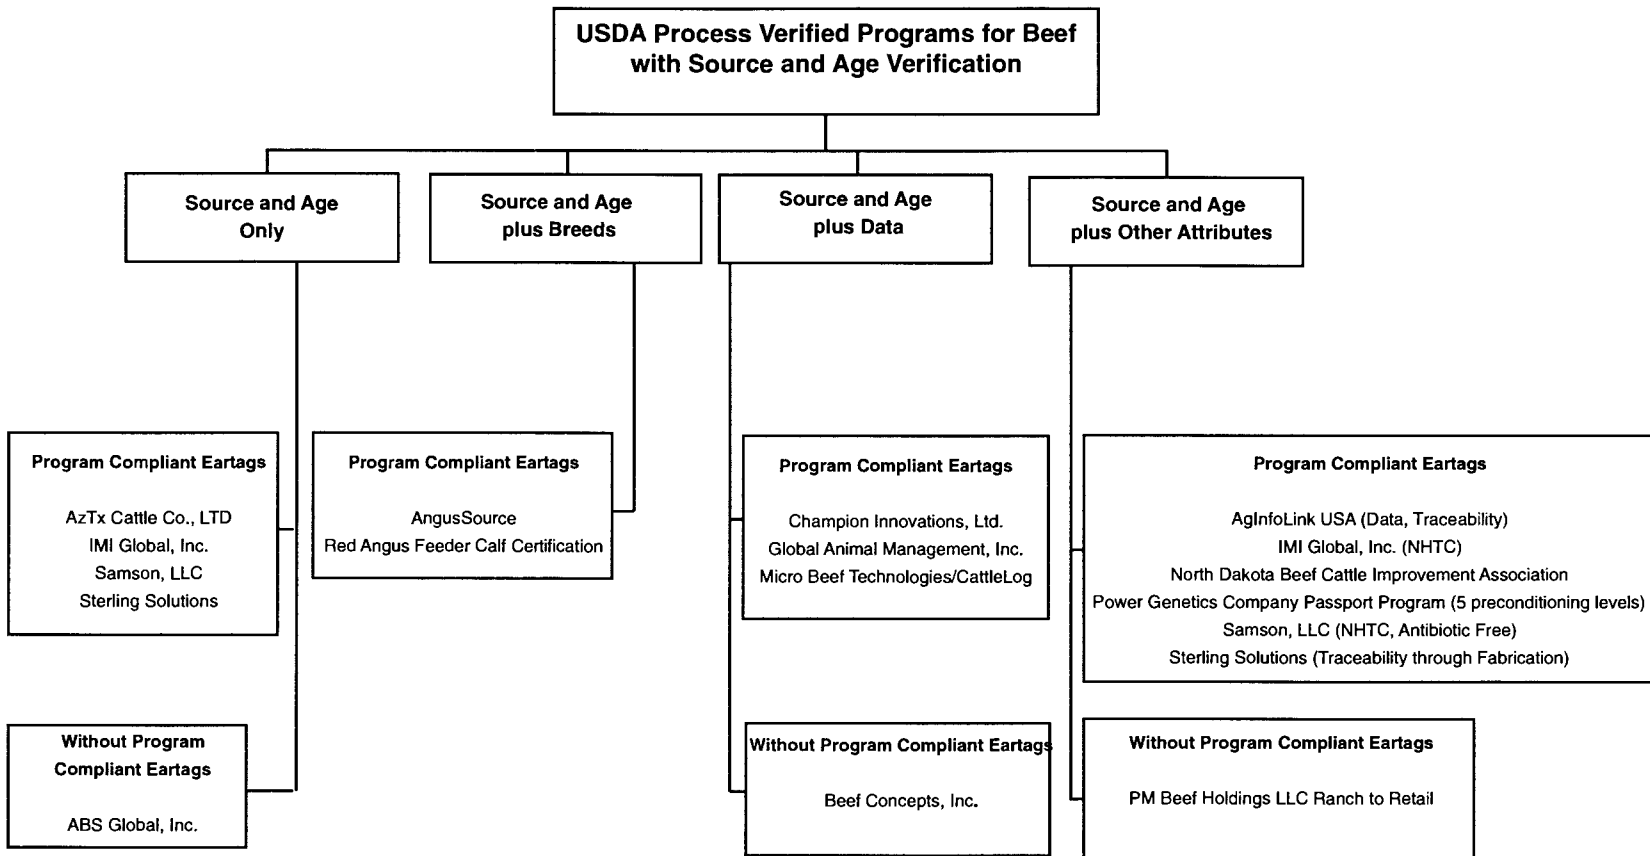 USDA Process Verified Programs for Beef
with Source and Age Verification
Source and Age
Only
Source and Age
plus Breeds
Source and Age
plus Data
Source and Age
plus Other Attributes
Program Compliant Eartags
AzTx Cattle Co., LTD
IMI Global, Inc.
Samson, LLC
Sterling Solutions
Program Compliant Eartags
AngusSource
Red Angus Feeder Calf Certification
Program Compliant Eartags
Champion Innovations, Ltd.
Global Animal Management, Inc.
Micro Beef Technologies/CattleLog
Program Compliant Eartags
AgInfoLink USA (Data, Traceability)
IMI Global, Inc. (NHTC)
North Dakota Beef Cattle Improvement Association
Power Genetics Company Passport Program (5 preconditioning levels)
Samson, LLC (NHTC, Antibiotic Free)
Sterling Solutions (Traceability through Fabrication)
Without Program
Compliant Eartags
ABS Global, Inc.
Without Program Compliant Eartags
Beef Concepts, Inc.
Without Program Compliant Eartags
PM Beef Holdings LLC Ranch to Retail